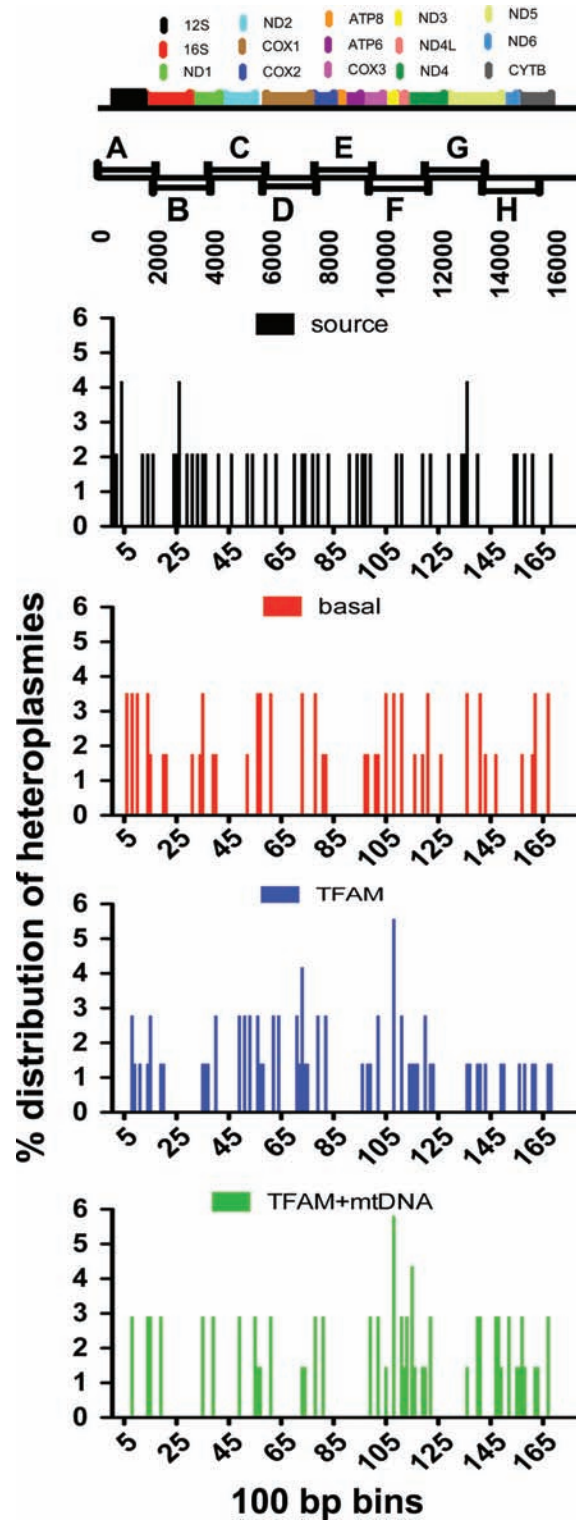 12S ND2 ATP8 ND3 ND5
16S COX1 ATP6 ND4L ND6
ND1 COX2 COX3 ND4 CYTB
A C E G
B D F H
0 2000 4000 6000 8000 10000 12000 14000 16000
% distribution of heteroplasmies
source
6
5
4
3
2
1
0
5 25 45 65 85 105 125 145 165
basal
6
5
4
3
2
1
0
5 25 45 65 85 105 125 145 165
TFAM
6
5
4
3
2
1
0
5 25 45 65 85 105 125 145 165
TFAM+mtDNA
6
5
4
3
2
1
0
5 25 45 65 85 105 125 145 165
100 bp bins